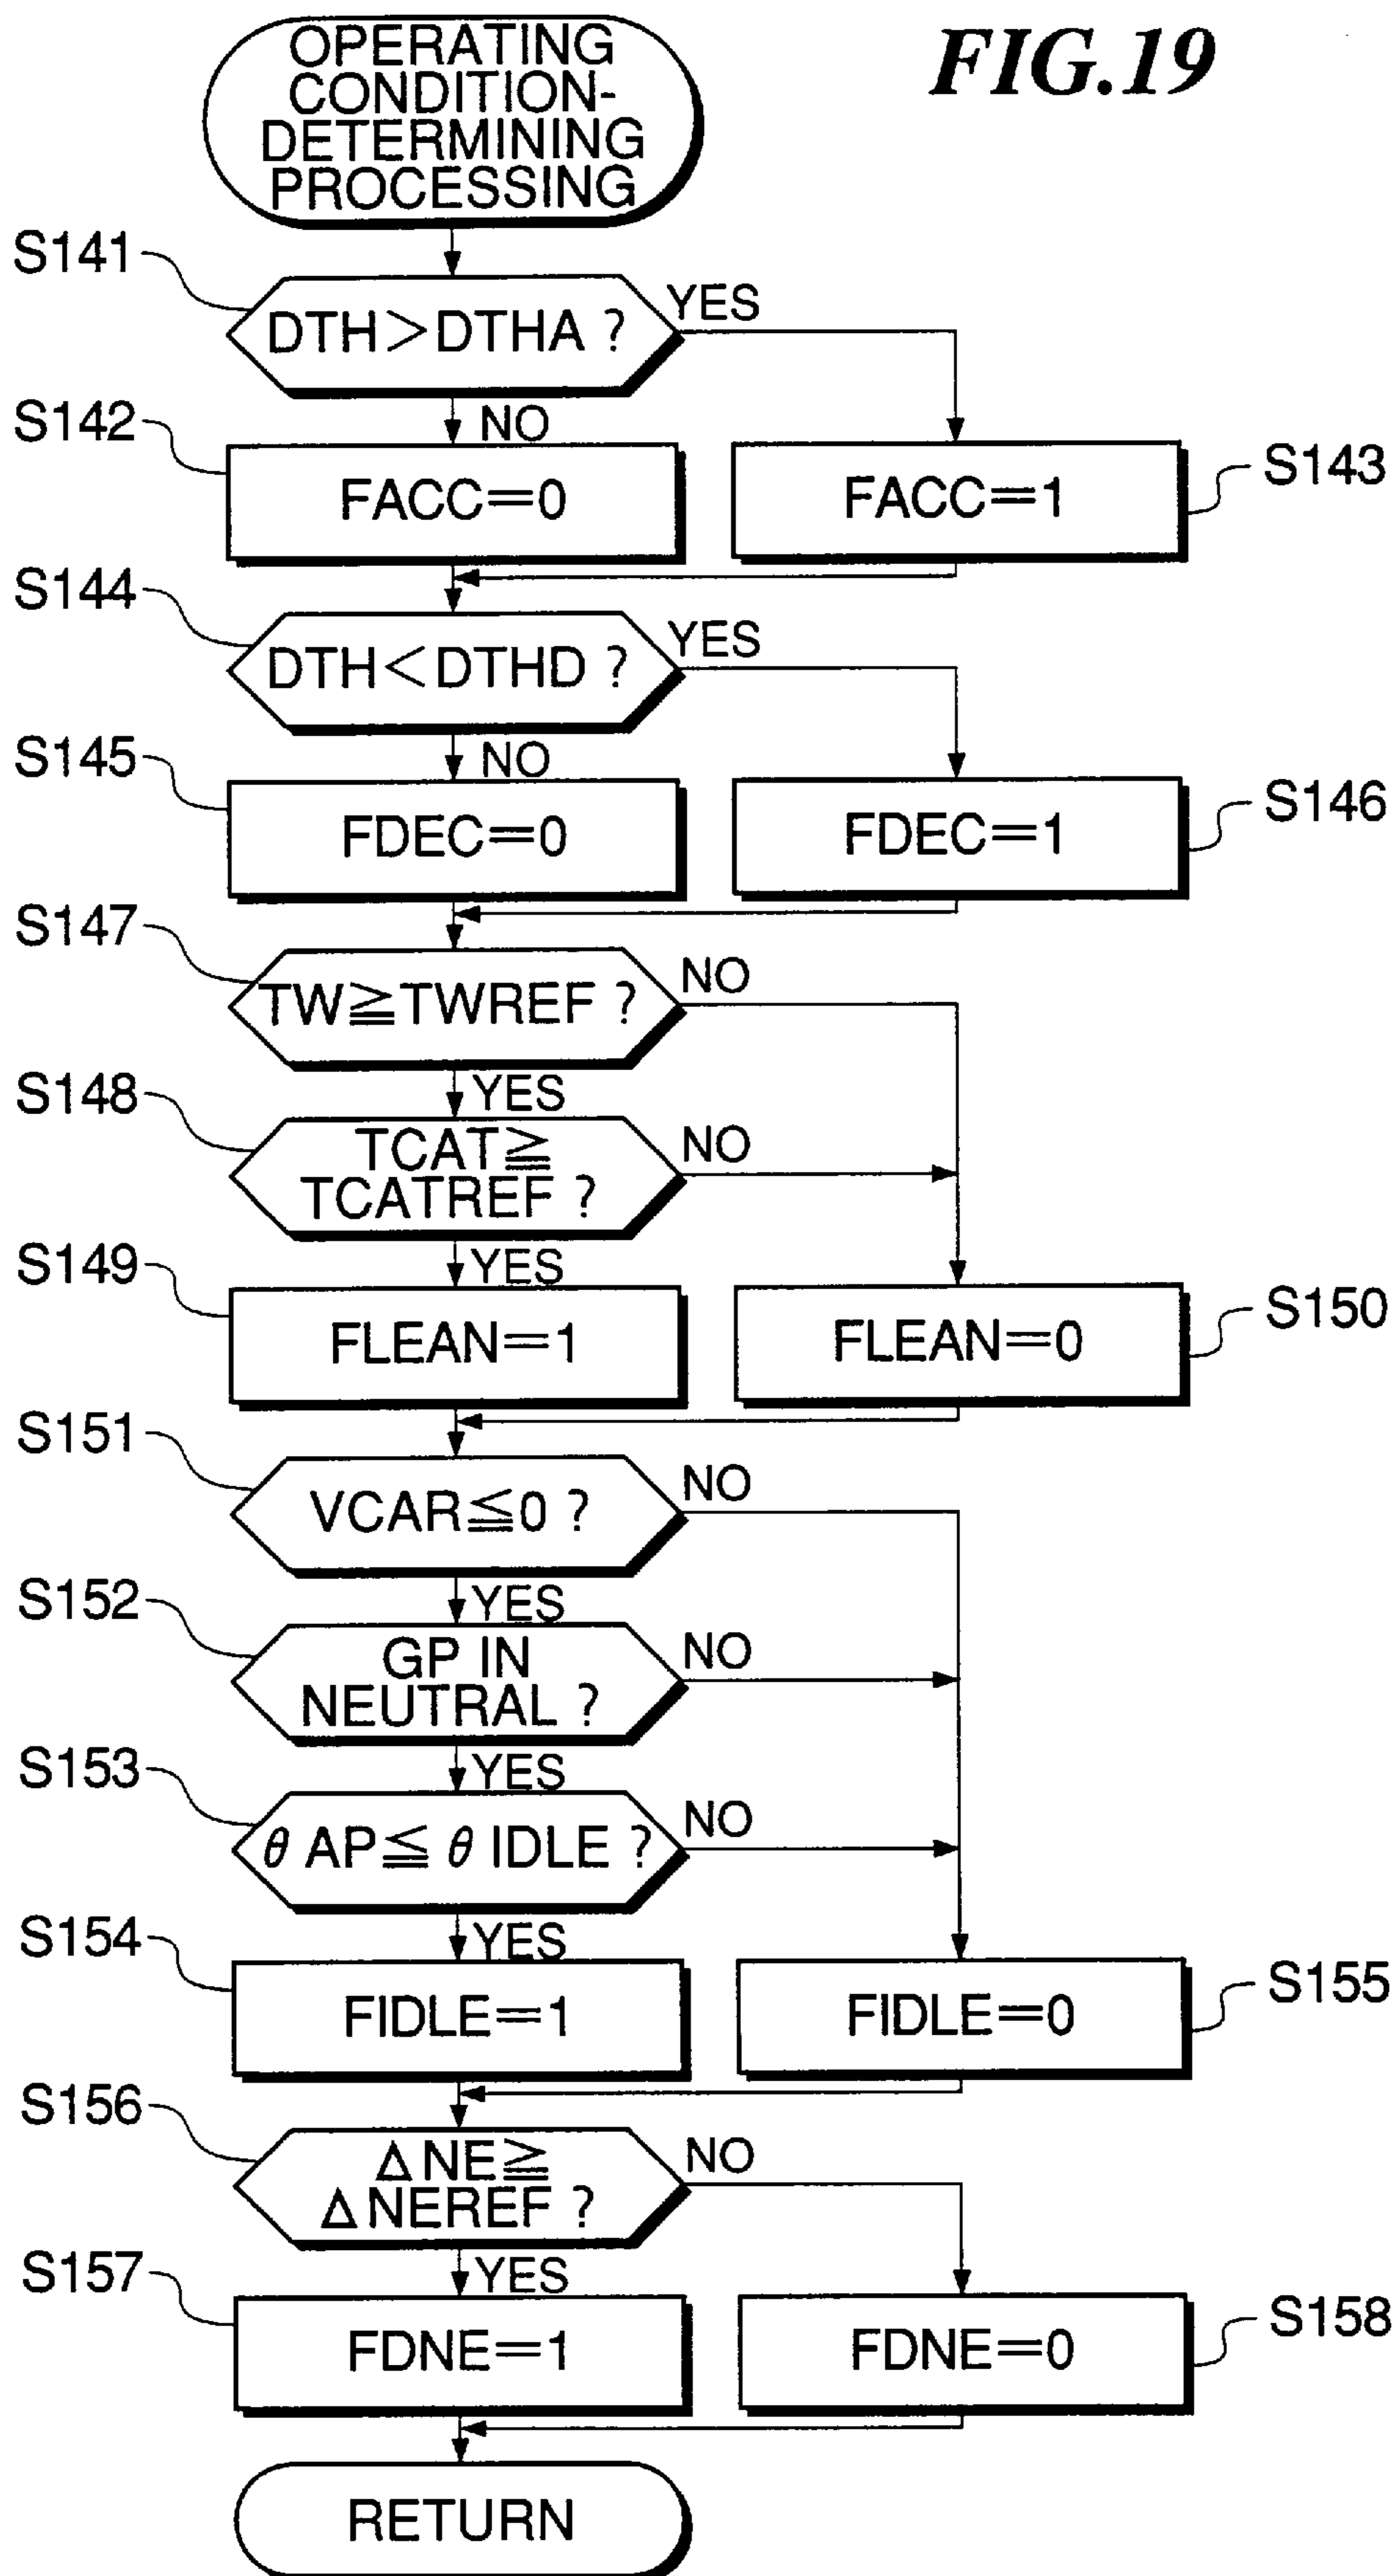 FIG.19
OPERATING
CONDITION-
DETERMINING
PROCESSING
S141
DTH>DTHA ?
YES
NO
S142
FACC=0
FACC=1
S143
S144
DTH<DTHD ?
YES
NO
S145
FDEC=0
FDEC=1
S146
S147
TW≧TWREF ?
NO
YES
S148
TCAT≧
TCATREF ?
NO
YES
S149
FLEAN=1
FLEAN=0
S150
S151
VCAR≦0 ?
NO
YES
S152
GP IN
NEUTRAL ?
NO
YES
S153
θ AP≦ θ IDLE ?
NO
YES
S154
FIDLE=1
FIDLE=0
S155
S156
Δ NE≧
Δ NEREF ?
NO
YES
S157
FDNE=1
FDNE=0
S158
RETURN